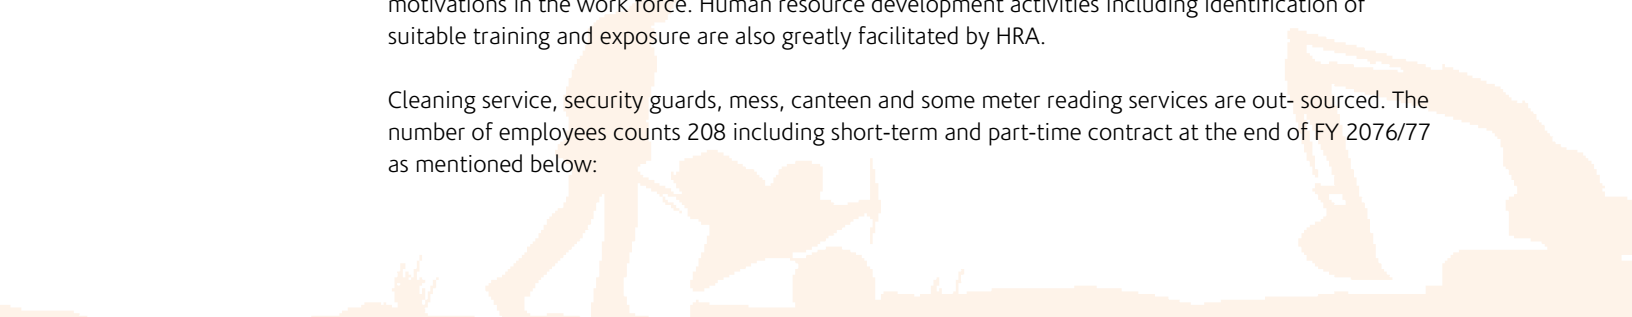 motivations in the work force. Human resource development activities including identification of
suitable training and exposure are also greatly facilitated by HRA.
Cleaning service, security guards, mess, canteen and some meter reading services are out- sourced. The
number of employees counts 208 including short-term and part-time contract at the end of FY 2076/77
as mentioned below: